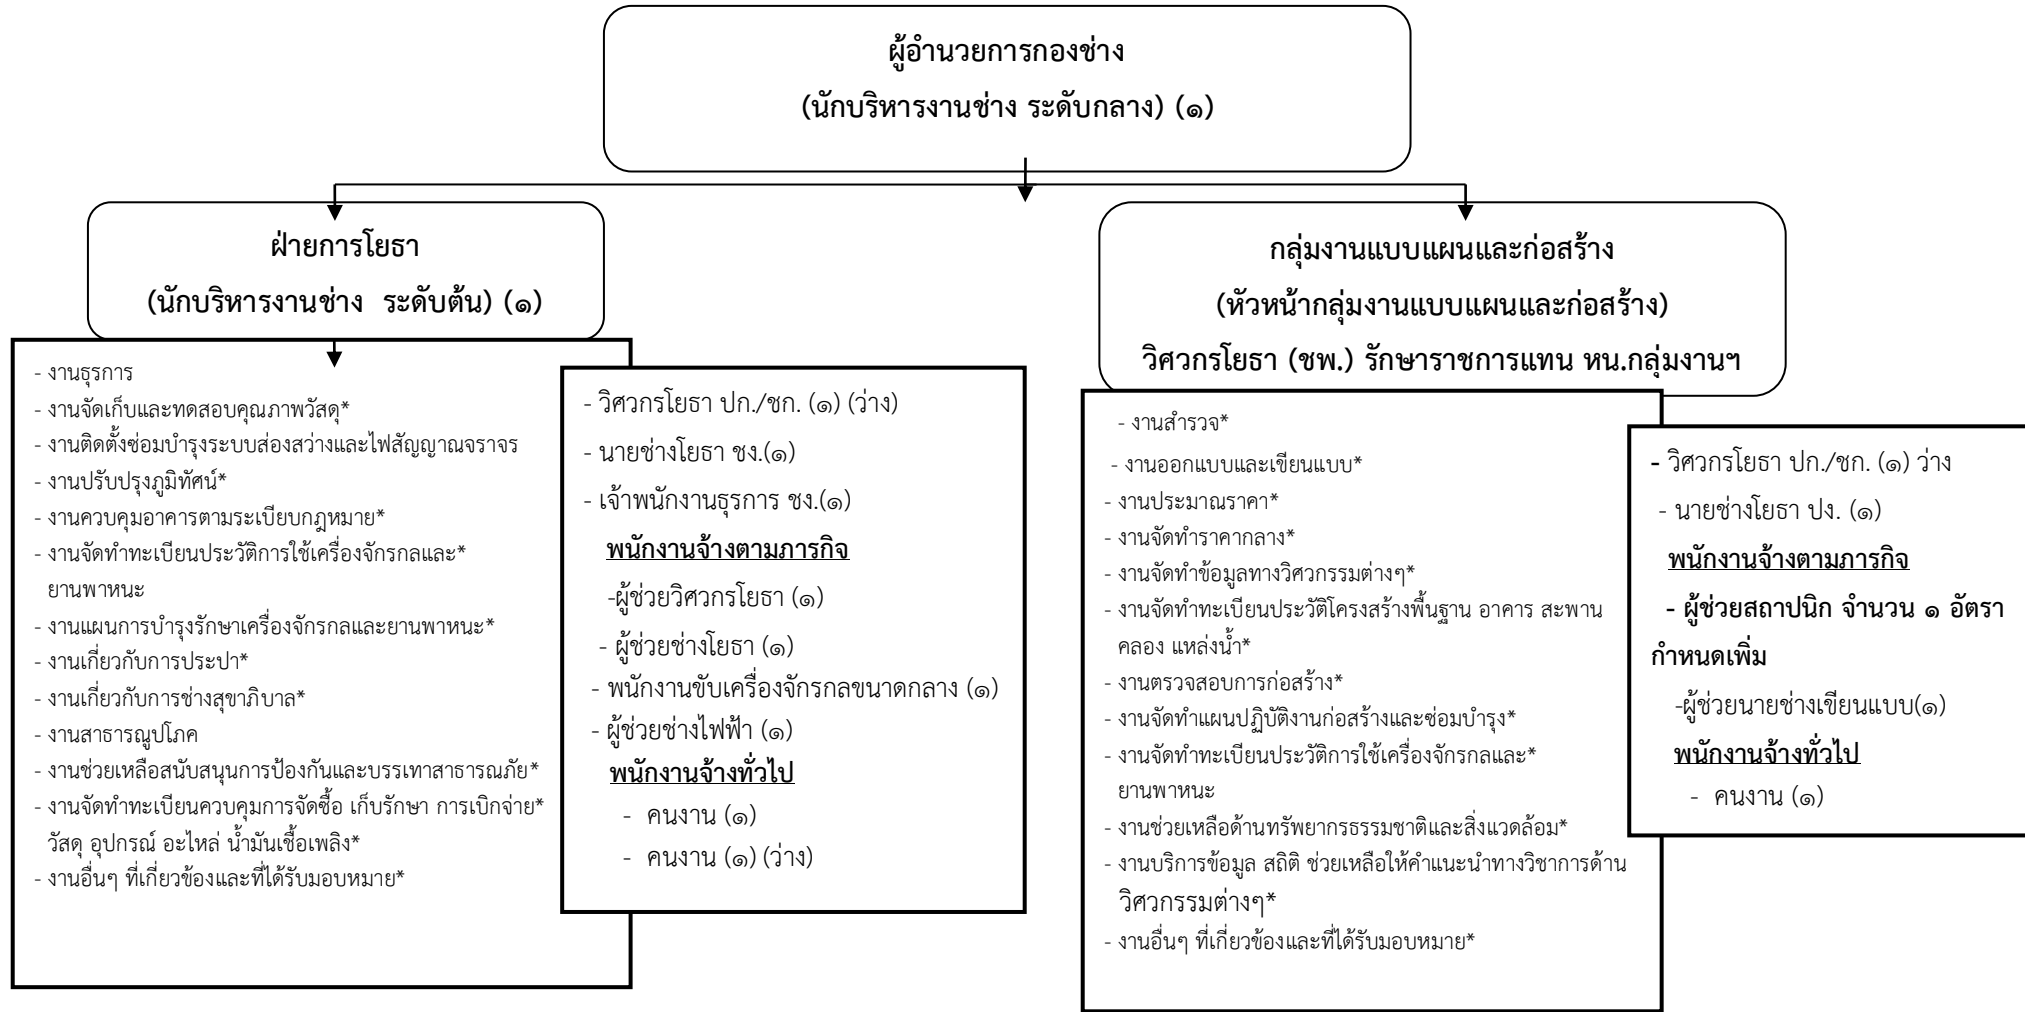 ผู้อำนวยการกองช่าง
(นักบริหารงานช่าง ระดับกลาง) (๑)
ฝ่ายการโยธา
(นักบริหารงานช่าง  ระดับต้น) (๑)
- งานธุรการ
- งานจัดเก็บและทดสอบคุณภาพวัสดุ*
- งานติดตั้งซ่อมบำรุงระบบส่องสว่างและไฟสัญญาณจราจร
- งานปรับปรุงภูมิทัศน์*
- งานควบคุมอาคารตามระเบียบกฎหมาย*
- งานจัดทำทะเบียนประวัติการใช้เครื่องจักรกลและ*
ยานพาหนะ
- งานแผนการบำรุงรักษาเครื่องจักรกลและยานพาหนะ*
- งานเกี่ยวกับการประปา*
- งานเกี่ยวกับการช่างสุขาภิบาล*
- งานสาธารณูปโภค
- งานช่วยเหลือสนับสนุนการป้องกันและบรรเทาสาธารณภัย*
- งานจัดทำทะเบียนควบคุมการจัดซื้อ เก็บรักษา การเบิกจ่าย*
วัสดุ อุปกรณ์ อะไหล่ น้ำมันเชื้อเพลิง*
- งานอื่นๆ ที่เกี่ยวข้องและที่ได้รับมอบหมาย*
- วิศวกรโยธา ปก./ชก. (๑) (ว่าง)
- นายช่างโยธา ชง.(๑)
- เจ้าพนักงานธุรการ ชง.(๑)
พนักงานจ้างตามภารกิจ
-ผู้ช่วยวิศวกรโยธา (๑)
- ผู้ช่วยช่างโยธา (๑)
- พนักงานขับเครื่องจักรกลขนาดกลาง (๑)
- ผู้ช่วยช่างไฟฟ้า (๑)
พนักงานจ้างทั่วไป
- คนงาน (๑)
- คนงาน (๑) (ว่าง)
กลุ่มงานแบบแผนและก่อสร้าง
(หัวหน้ากลุ่มงานแบบแผนและก่อสร้าง)
วิศวกรโยธา (ชพ.) รักษาราชการแทน หน.กลุ่มงานฯ
- งานสำรวจ*
- งานออกแบบและเขียนแบบ*
- งานประมาณราคา*
- งานจัดทำราคากลาง*
- งานจัดทำข้อมูลทางวิศวกรรมต่างๆ*
- งานจัดทำทะเบียนประวัติโครงสร้างพื้นฐาน อาคาร สะพาน
คลอง แหล่งน้ำ*
- งานตรวจสอบการก่อสร้าง*
- งานจัดทำแผนปฏิบัติงานก่อสร้างและซ่อมบำรุง*
- งานจัดทำทะเบียนประวัติการใช้เครื่องจักรกลและ*
ยานพาหนะ
- งานช่วยเหลือด้านทรัพยากรธรรมชาติและสิ่งแวดล้อม*
- งานบริการข้อมูล สถิติ ช่วยเหลือให้คำแนะนำทางวิชาการด้าน
วิศวกรรมต่างๆ*
- งานอื่นๆ ที่เกี่ยวข้องและที่ได้รับมอบหมาย*
- วิศวกรโยธา ปก./ชก. (๑) ว่าง
- นายช่างโยธา ปง. (๑)
พนักงานจ้างตามภารกิจ
- ผู้ช่วยสถาปนิก จำนวน ๑ อัตรา
กำหนดเพิ่ม
-ผู้ช่วยนายช่างเขียนแบบ(๑)
พนักงานจ้างทั่วไป
- คนงาน (๑)